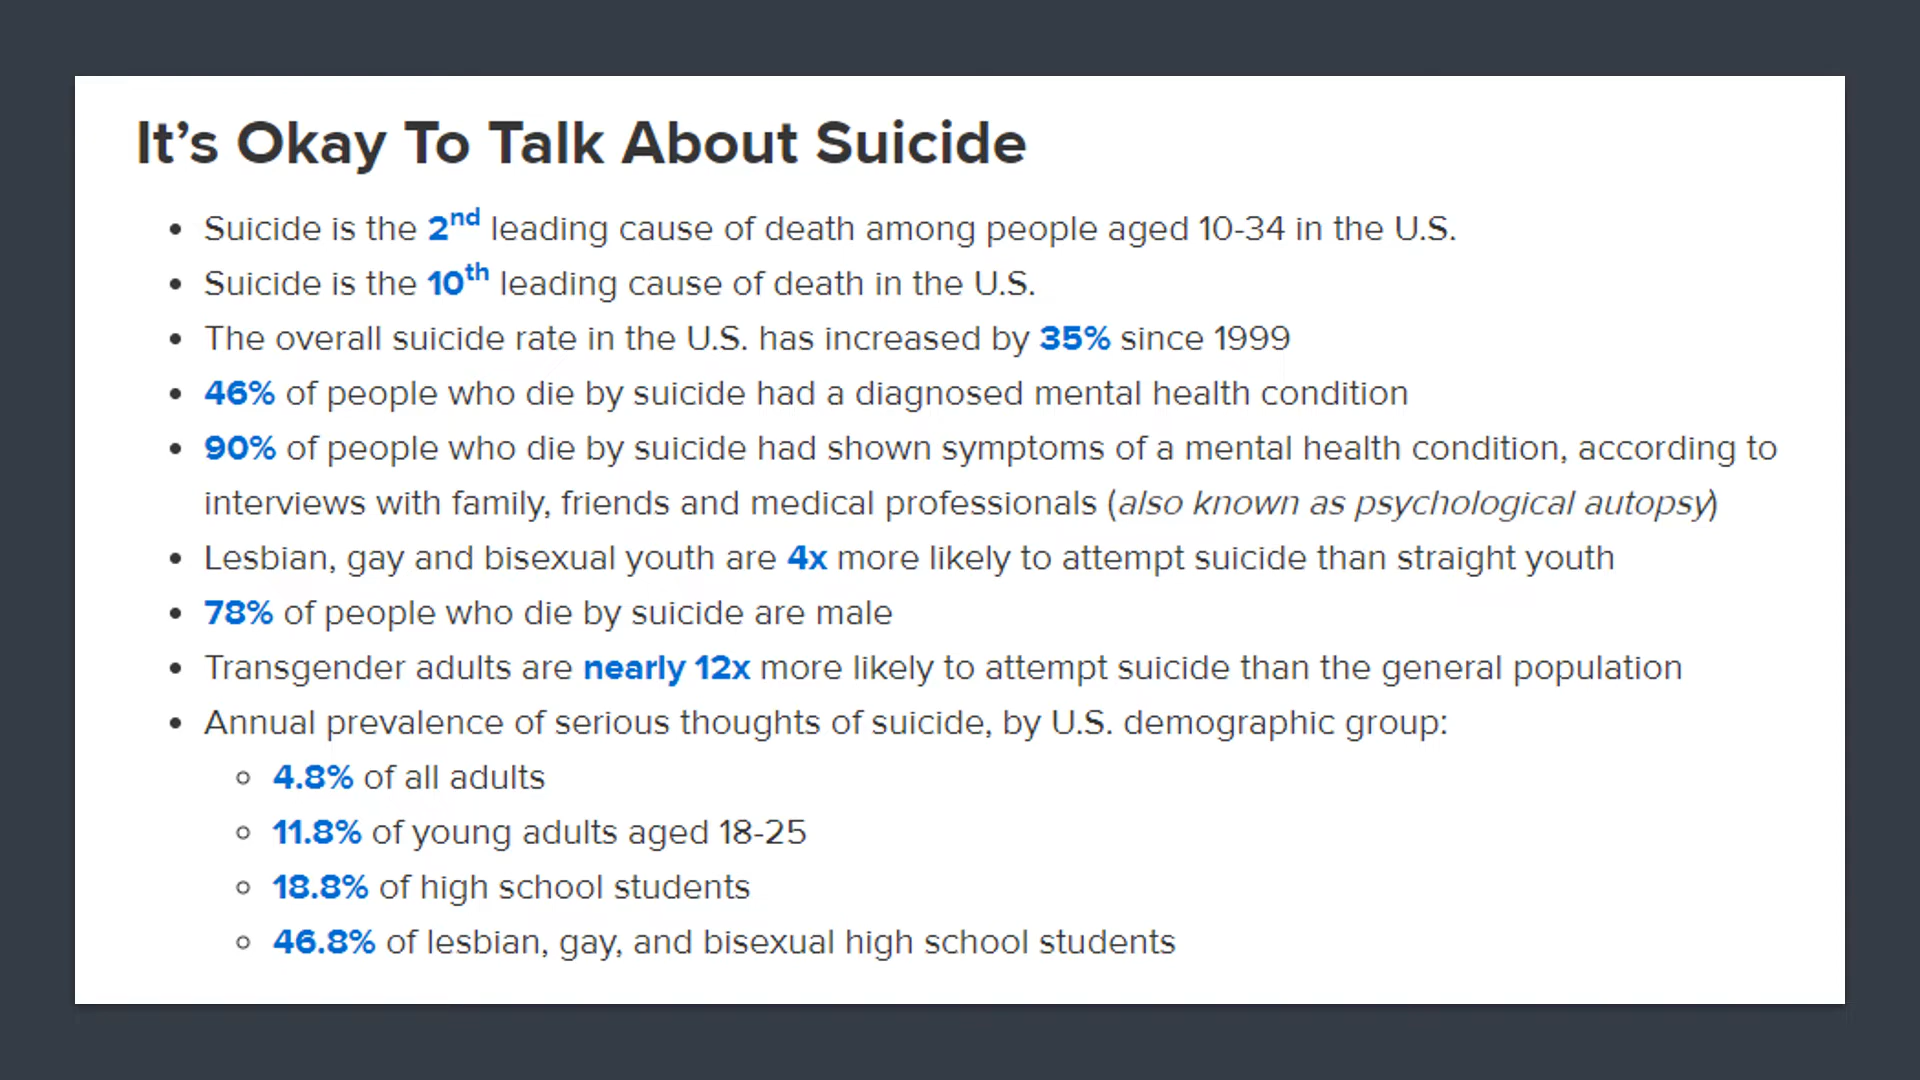 It’s Okay To Talk About Suicide
• Suicide is the 2nd leading cause of death among people aged 10-34 in the U.S.
• Suicide is the 10th leading cause of death in the U.S.
• The overall suicide rate in the U.S. has increased by 35% since 1999
• 46% of people who die by suicide had a diagnosed mental health condition
• 90% of people who die by suicide had shown symptoms of a mental health condition, according to
interviews with family, friends and medical professionals (also known as psychological autopsy)
• Lesbian, gay and bisexual youth are 4x more likely to attempt suicide than straight youth
• 78% of people who die by suicide are male
• Transgender adults are nearly 12x more likely to attempt suicide than the general population
• Annual prevalence of serious thoughts of suicide, by U.S. demographic group:
◦ 4.8% of all adults
◦ 11.8% of young adults aged 18-25
◦ 18.8% of high school students
◦ 46.8% of lesbian, gay, and bisexual high school students